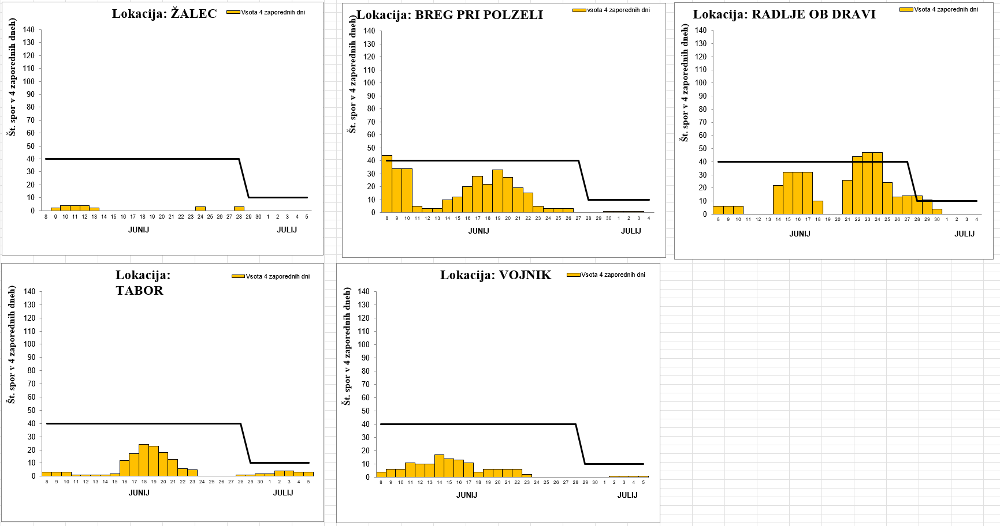 Lokacija: ŽALEC
Vsota 4 zaporednih dni
Št. spor v 4 zaporednih dneh)
140
130
120
110
100
90
80
70
60
50
40
30
20
10
0
8 9 10 11 12 13 14 15 16 17 18 19 20 21 22 23 24 25 26 27 28 29 30 1 2 3 4 5
JUNIJ JULIJ
Lokacija: BREG PRI POLZELI
vsota 4 zaporednih dni
Št. spor v 4 zaporednih dneh)
140
130
120
110
100
90
80
70
60
50
40
30
20
10
0
8 9 10 11 12 13 14 15 16 17 18 19 20 21 22 23 24 25 26 27 28 29 30 1 2 3 4
JUNIJ JULIJ
Lokacija: RADLJE OB DRAVI
Vsota 4 zaporednih dni
Št. spor v 4 zaporednih dneh)
140
130
120
110
100
90
80
70
60
50
40
30
20
10
0
8 9 10 11 12 13 14 15 16 17 18 19 20 21 22 23 24 25 26 27 28 29 30 1 2 3 4
JUNIJ JULIJ
Lokacija:
TABOR
Vsota 4 zaporednih dni
Št. spor v 4 zaporednih dneh)
140
130
120
110
100
90
80
70
60
50
40
30
20
10
0
8 9 10 11 12 13 14 15 16 17 18 19 20 21 22 23 24 25 26 27 28 29 30 1 2 3 4 5
JUNIJ JULIJ
Lokacija: VOJNIK
Vsota 4 zaporednih dni
Št. spor v 4 zaporednih dneh)
140
130
120
110
100
90
80
70
60
50
40
30
20
10
0
8 9 10 11 12 13 14 15 16 17 18 19 20 21 22 23 24 25 26 27 28 29 30 1 2 3 4 5
JUNIJ JULIJ